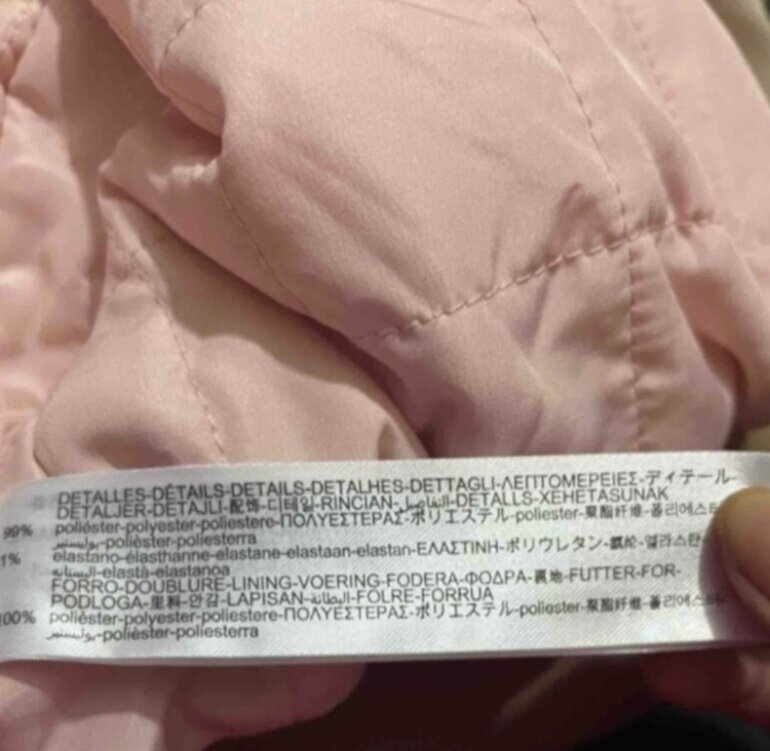 DETALLES-DÉTAILS-DETAILS-DETALHES-DETTAGLI-ΛΕΠΤΟΜΕΡΕΙΕΣ-ディテール-
DETALJER-DETAJLI-配饰-디테일-RINCIAN-التفاصيل-DETALLS-XEHETASUNAK
99% poliéster-polyester-poliestere-ΠΟΛΥΕΣΤΕΡΑΣ-ポリエステル-poliester-聚酯纤维-폴리에스터-
بوليستير-polièster-poliesterra
1% elastano-élasthanne-elastane-elastaan-elastan-ΕΛΑΣΤΙΝΗ-ポリウレタン-氨纶-엘라스탄-
الستانه-elastà-elastanoa
FORRO-DOUBLURE-LINING-VOERING-FODERA-ΦΟΔΡΑ-裏地-FUTTER-FOR-
PODLOGA-里料-안감-LAPISAN-البطانة-FOLRE-FORRUA
100% poliéster-polyester-poliestere-ΠΟΛΥΕΣΤΕΡΑΣ-ポリエステル-poliester-聚酯纤维-폴리에스터-
بوليستير-polièster-poliesterra